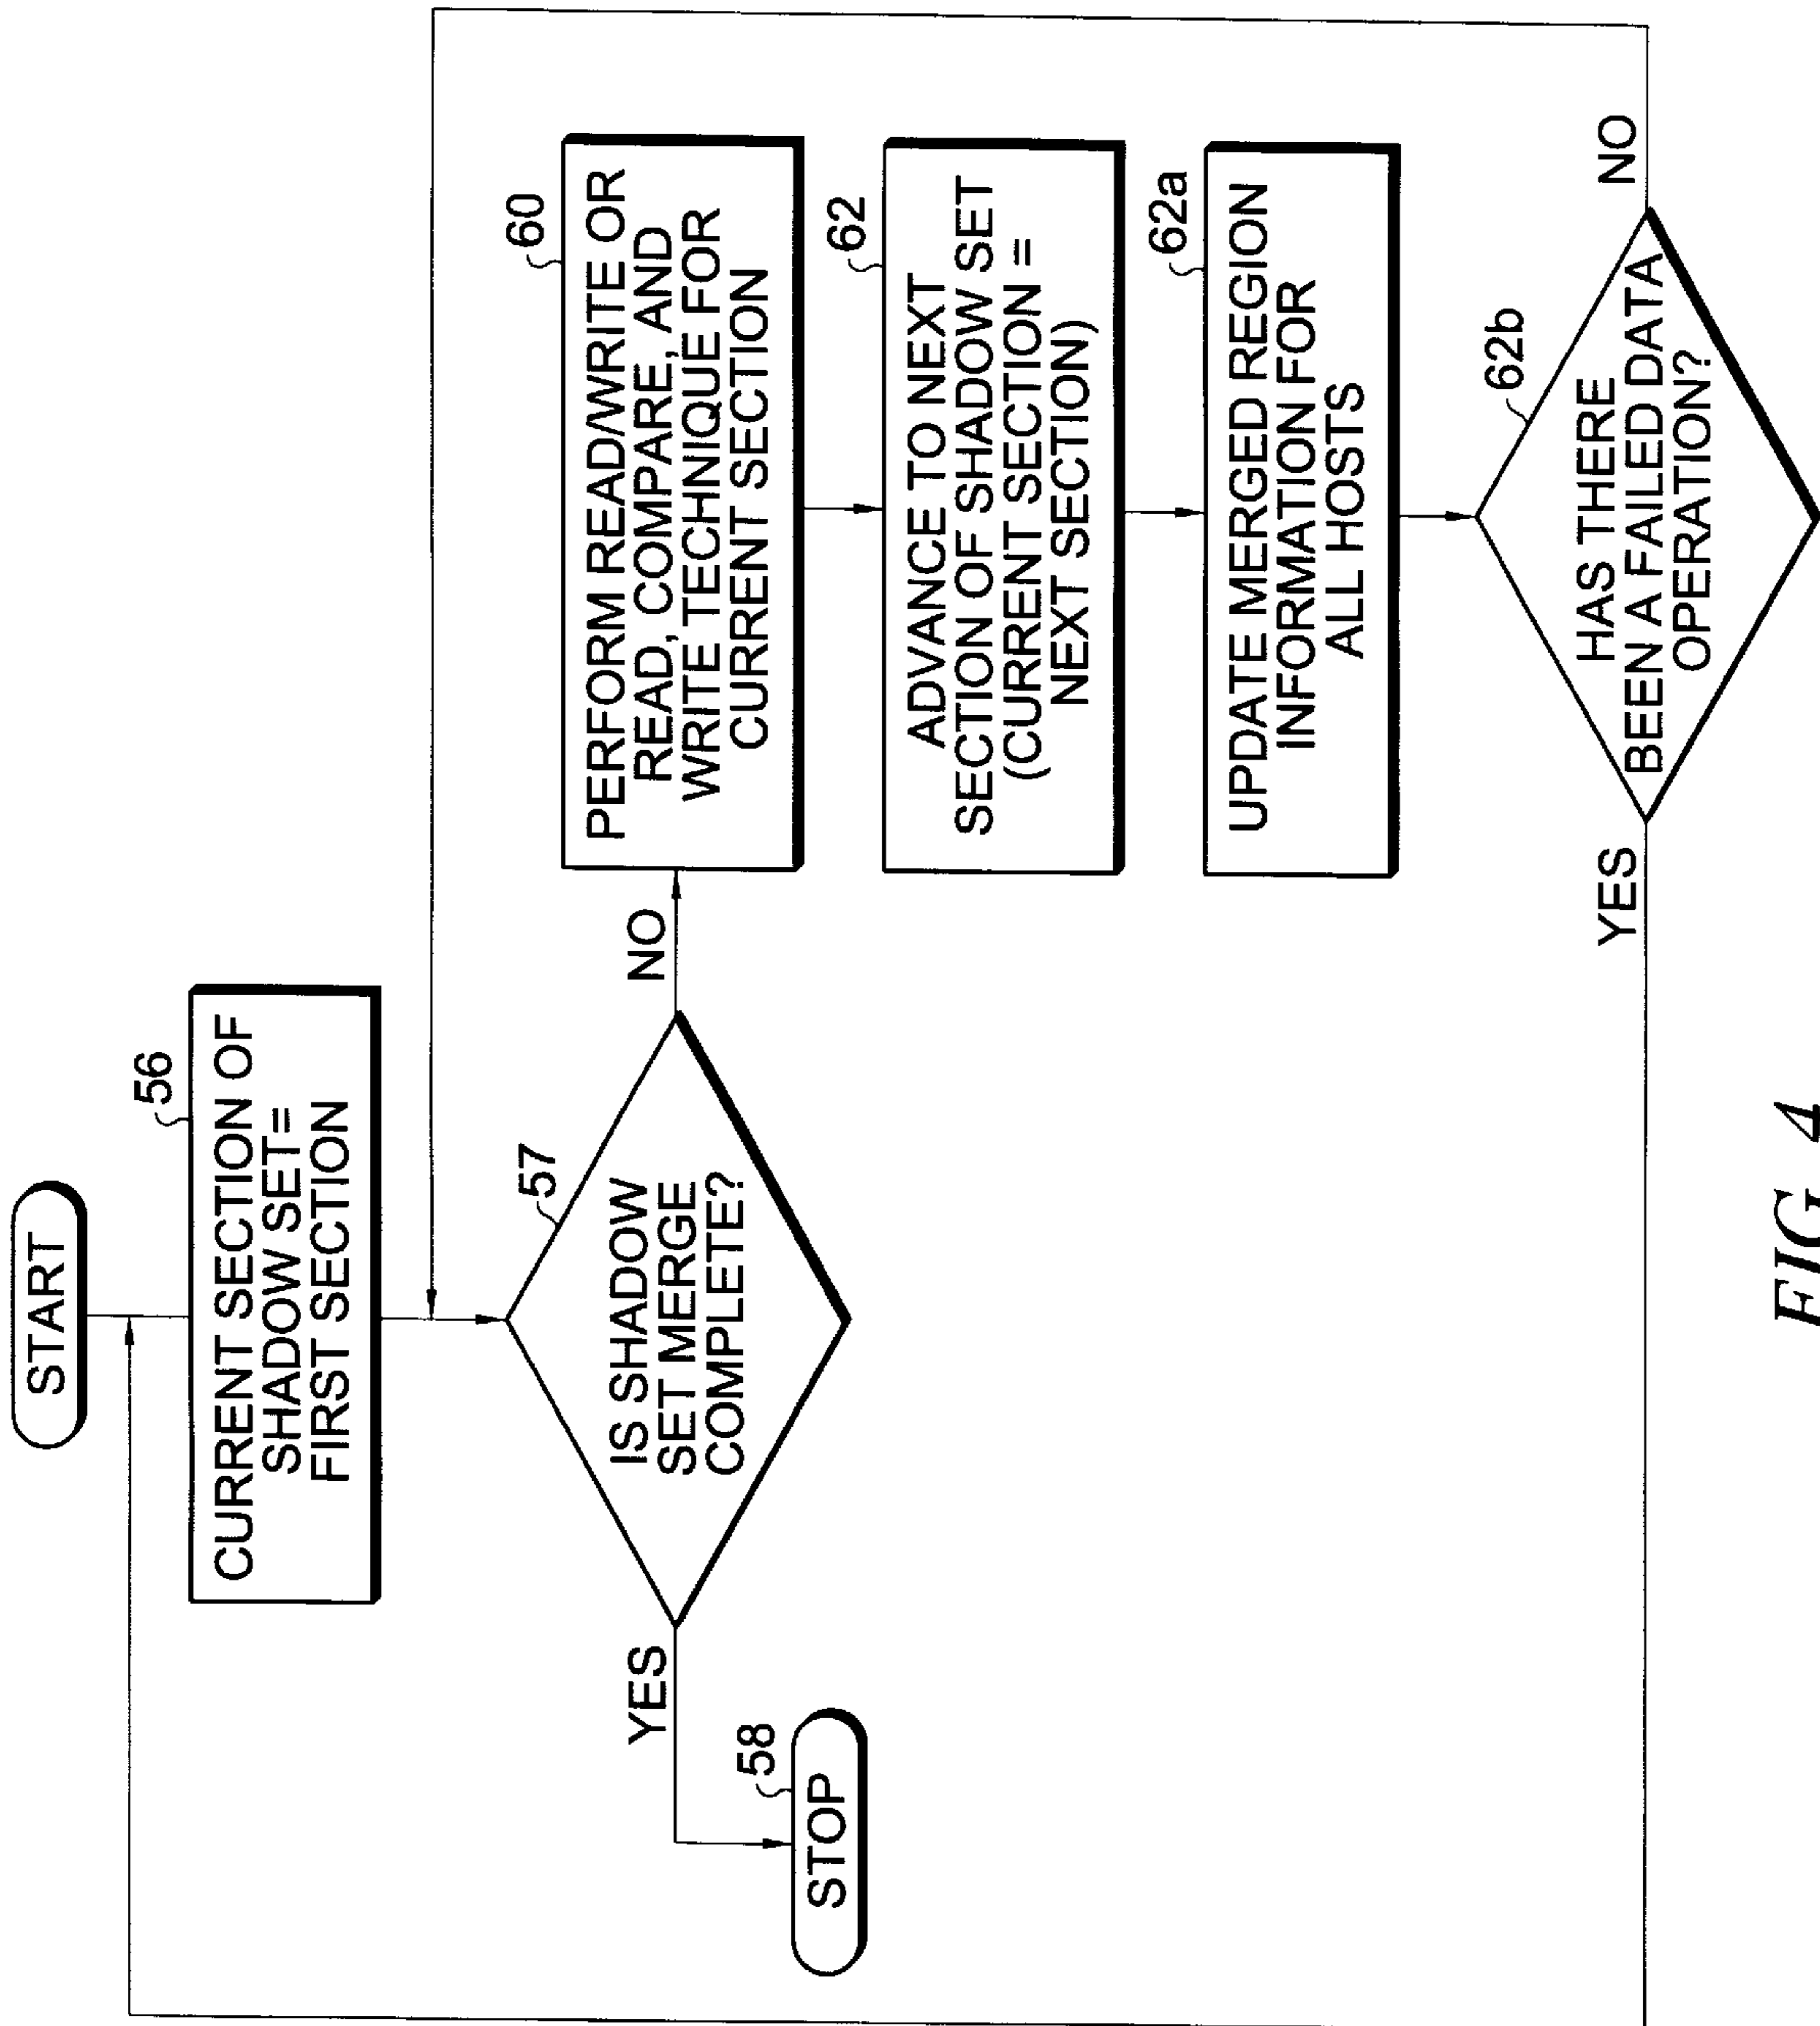 START
56
CURRENT SECTION OF
SHADOW SET=
FIRST SECTION
57
IS SHADOW
SET MERGE
COMPLETE?
YES
NO
58
STOP
60
PERFORM READ/WRITE OR
READ, COMPARE, AND
WRITE TECHNIQUE FOR
CURRENT SECTION
62
ADVANCE TO NEXT
SECTION OF SHADOW SET
(CURRENT SECTION =
NEXT SECTION)
62a
UPDATE MERGED REGION
INFORMATION FOR
ALL HOSTS
62b
HAS THERE
BEEN A FAILED DATA
OPERATION?
YES
NO
FIG. 4